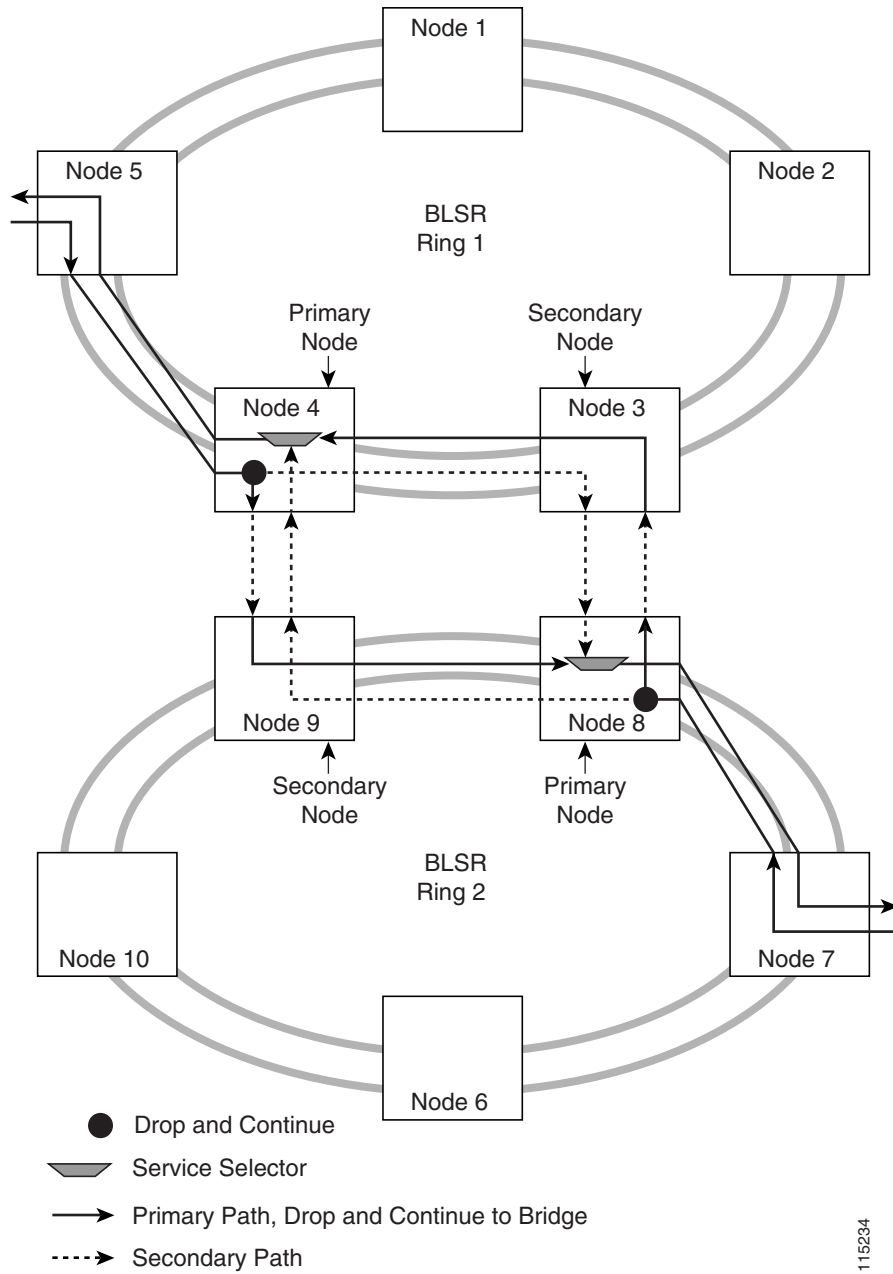 Node 1
Node 5
Node 2
BLSR
Ring 1
Primary
Node
Secondary
Node
Node 4
Node 3
Node 9
Node 8
Secondary
Node
Primary
Node
BLSR
Ring 2
Node 10
Node 7
Node 6
Drop and Continue
Service Selector
Primary Path, Drop and Continue to Bridge
Secondary Path
115234